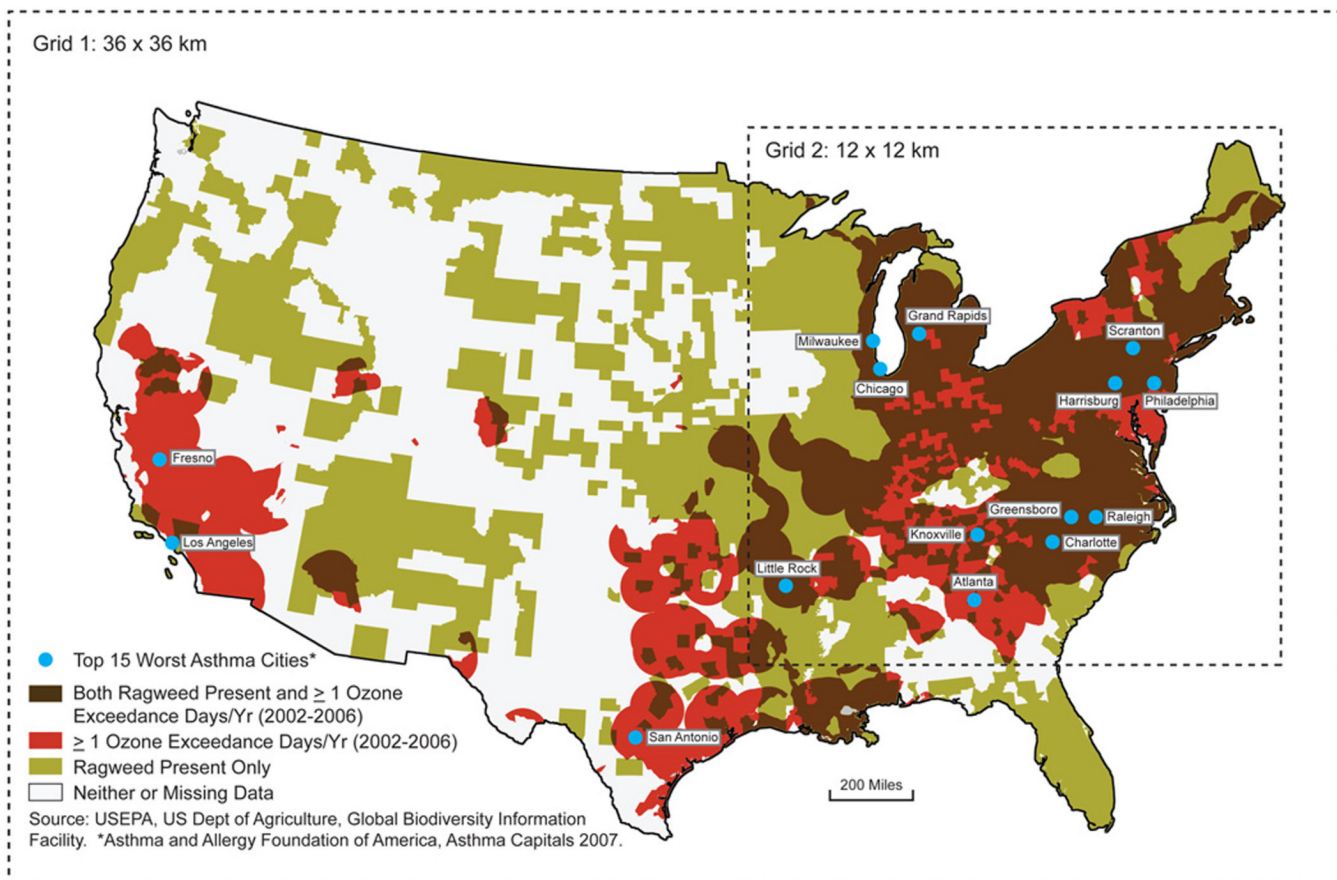 Grid 1: 36 x 36 km
Grid 2: 12 x 12 km
Grand Rapids
Milwaukee
Scranton
Chicago
Harrisburg
Philadelphia
Fresno
Greensboro
Raleigh
Knoxville
Los Angeles
Charlotte
Little Rock
Atlanta
San Antonio
200 Miles
Top 15 Worst Asthma Cities*
Both Ragweed Present and ≥ 1 Ozone
Exceedance Days/Yr (2002-2006)
≥ 1 Ozone Exceedance Days/Yr (2002-2006)
Ragweed Present Only
Neither or Missing Data
Source: USEPA, US Dept of Agriculture, Global Biodiversity Information
Facility. *Asthma and Allergy Foundation of America, Asthma Capitals 2007.